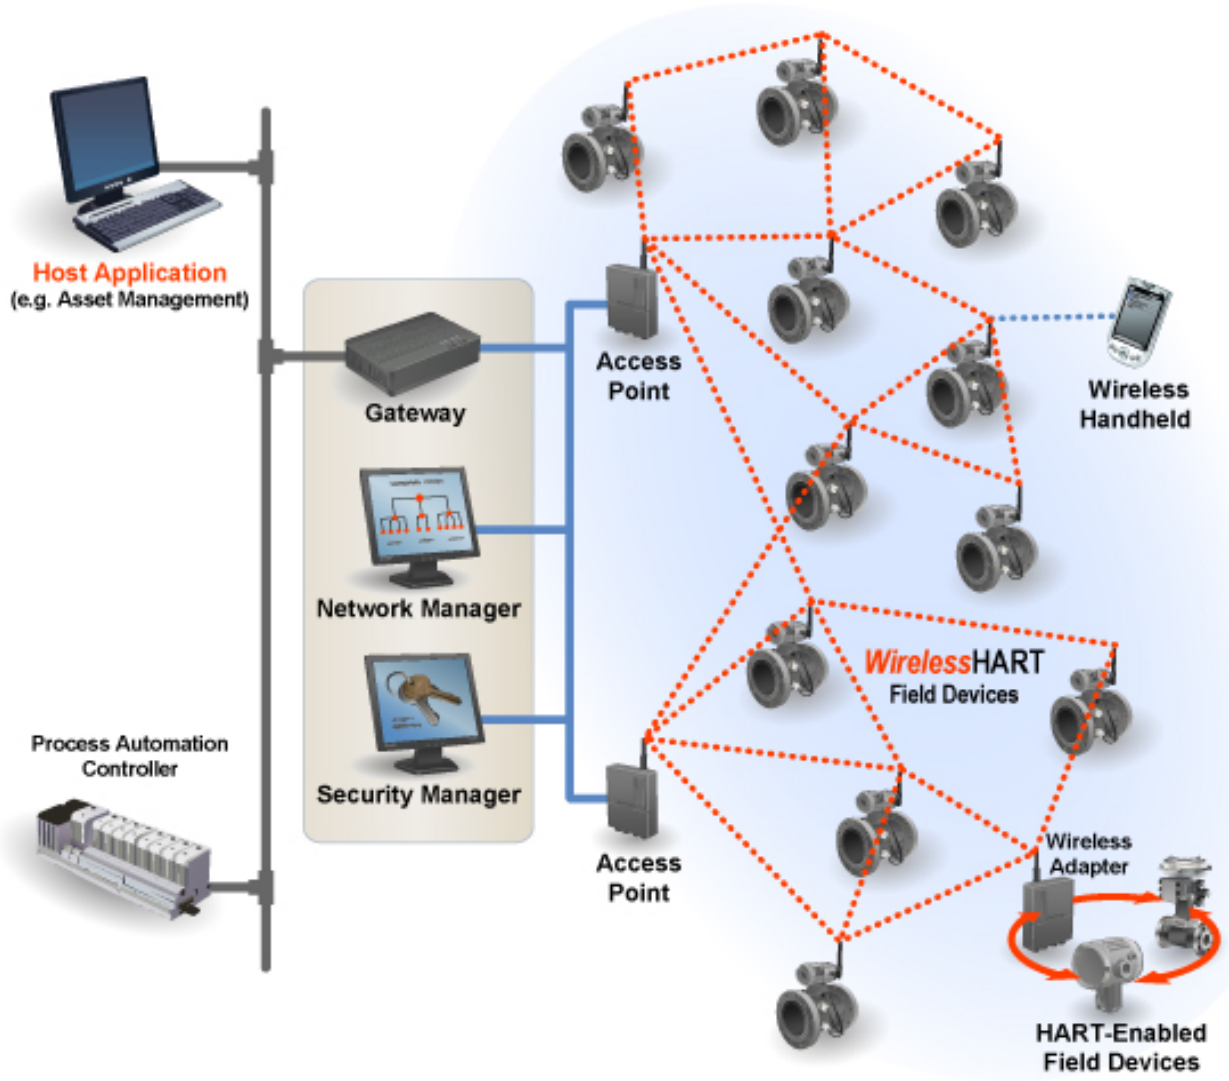 Host Application
(e.g. Asset Management)
Gateway
Network Manager
Security Manager
Process Automation
Controller
Access
Point
Wireless
Handheld
WirelessHART
Field Devices
Access
Point
Wireless
Adapter
HART-Enabled
Field Devices